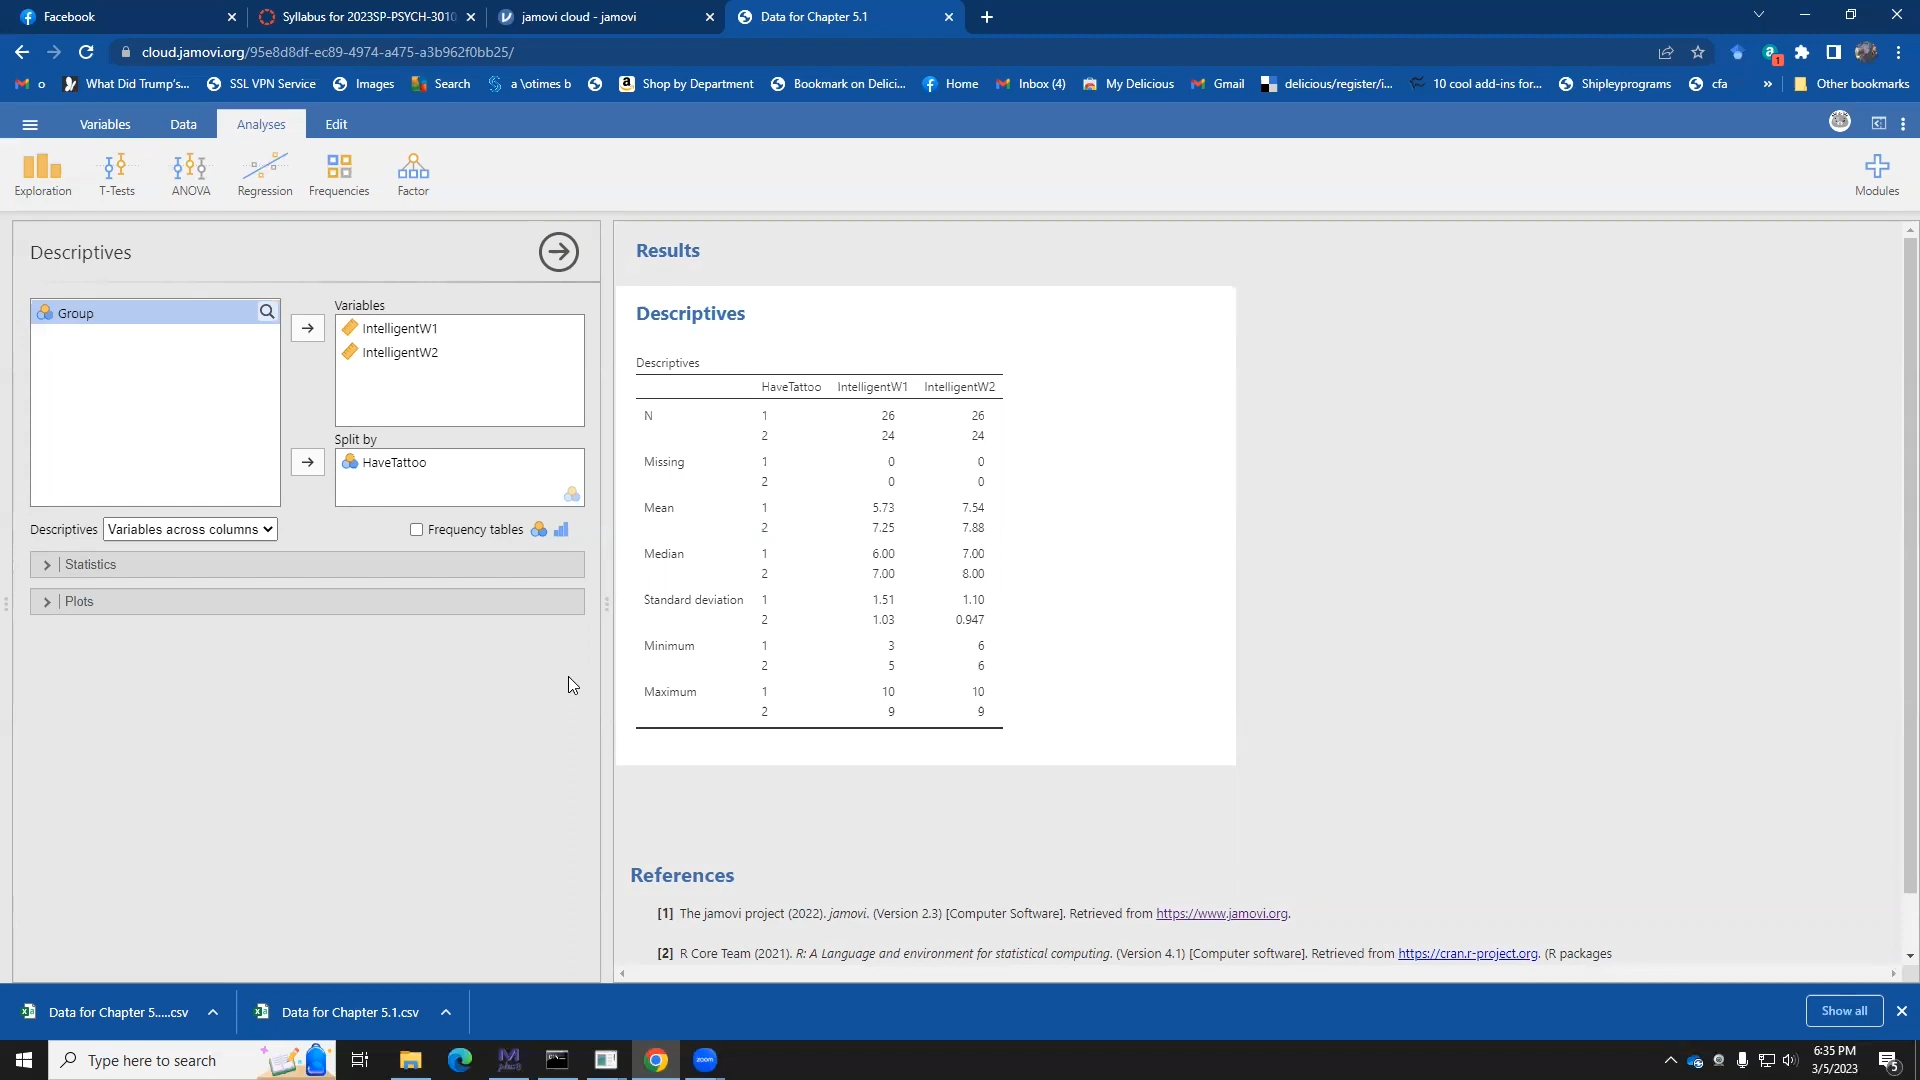 Facebook
Syllabus for 2023SP-PSYCH-3010
jamovi cloud - jamovi
Data for Chapter 5.1
cloud.jamovi.org/95e8d8df-ec89-4974-a475-a3b962f0bb25/
o
What Did Trump's...
SSL VPN Service
Images
Search
a \otimes b
Shop by Department
Bookmark on Delici...
Home
Inbox (4)
My Delicious
Gmail
delicious/register/i...
10 cool add-ins for...
Shipleyprograms
cfa
»
Other bookmarks
Variables
Data
Analyses
Edit
Exploration
T-Tests
ANOVA
Regression
Frequencies
Factor
Modules
Descriptives
Group
Variables
IntelligentW1
IntelligentW2
Split by
HaveTattoo
Descriptives Variables across columns
Frequency tables
Statistics
Plots
Results
Descriptives
Descriptives
HaveTattoo IntelligentW1 IntelligentW2
N 1 26 26
2 24 24
Missing 1 0 0
2 0 0
Mean 1 5.73 7.54
2 7.25 7.88
Median 1 6.00 7.00
2 7.00 8.00
Standard deviation 1 1.51 1.10
2 1.03 0.947
Minimum 1 3 6
2 5 6
Maximum 1 10 10
2 9 9
References
[1] The jamovi project (2022). jamovi. (Version 2.3) [Computer Software]. Retrieved from https://www.jamovi.org.
[2] R Core Team (2021). R: A Language and environment for statistical computing. (Version 4.1) [Computer software]. Retrieved from https://cran.r-project.org. (R packages
Data for Chapter 5.....csv
Data for Chapter 5.1.csv
Show all
Type here to search
zoom
6:35 PM
3/5/2023
5